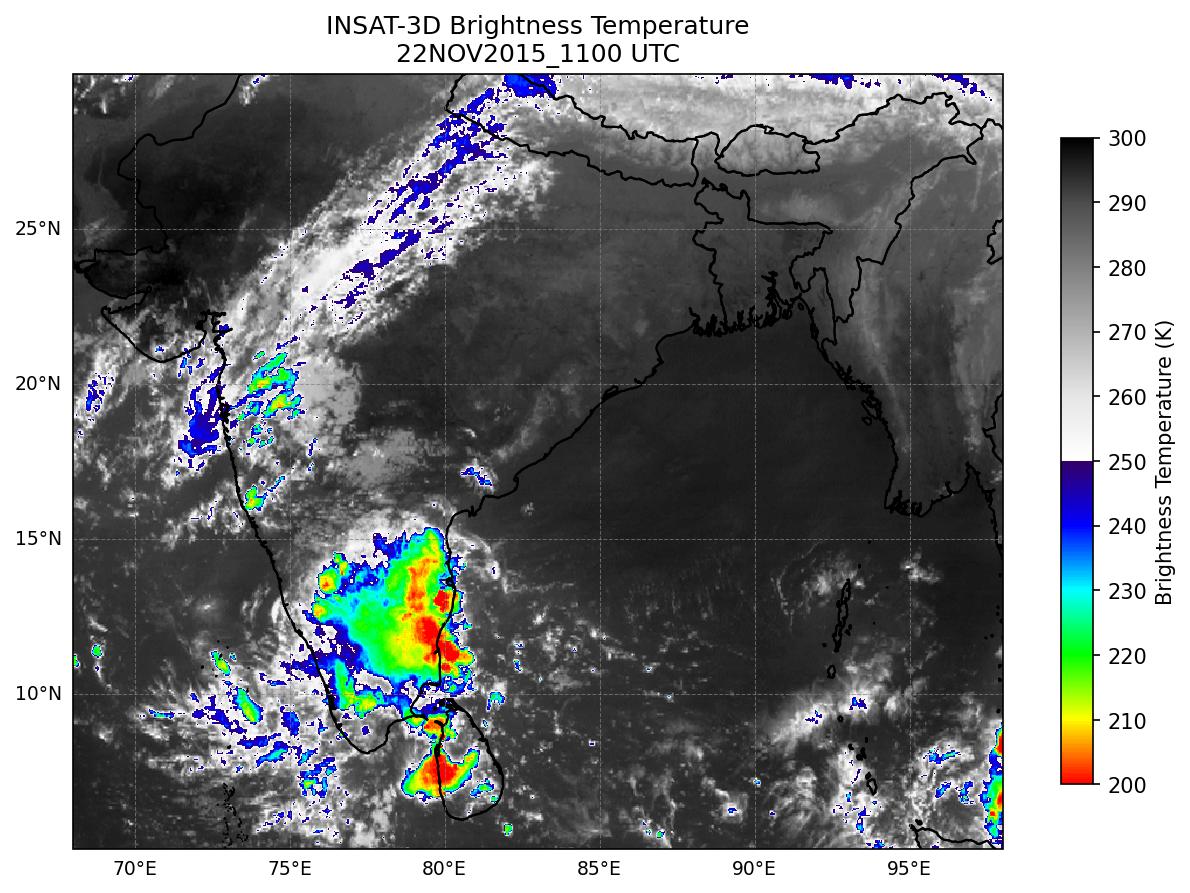 INSAT-3D Brightness Temperature
22NOV2015_1100 UTC
25°N
20°N
15°N
10°N
70°E
75°E
80°E
85°E
90°E
95°E
300
290
280
270
260
250
240
230
220
210
200
Brightness Temperature (K)